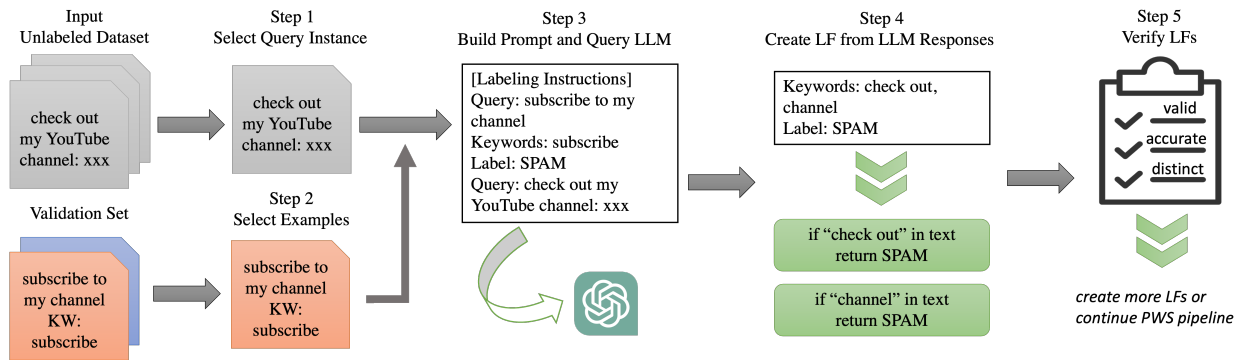 Input
Unlabeled Dataset
check out
my YouTube
channel: xxx
Step 1
Select Query Instance
check out
my YouTube
channel: xxx
Validation Set
subscribe to
my channel
KW:
subscribe
Step 2
Select Examples
subscribe to
my channel
KW:
subscribe
Step 3
Build Prompt and Query LLM
[Labeling Instructions]
Query: subscribe to my
channel
Keywords: subscribe
Label: SPAM
Query: check out my
YouTube channel: xxx
Step 4
Create LF from LLM Responses
Keywords: check out,
channel
Label: SPAM
if “check out” in text
return SPAM
if “channel” in text
return SPAM
Step 5
Verify LFs
valid
accurate
distinct
create more LFs or
continue PWS pipeline